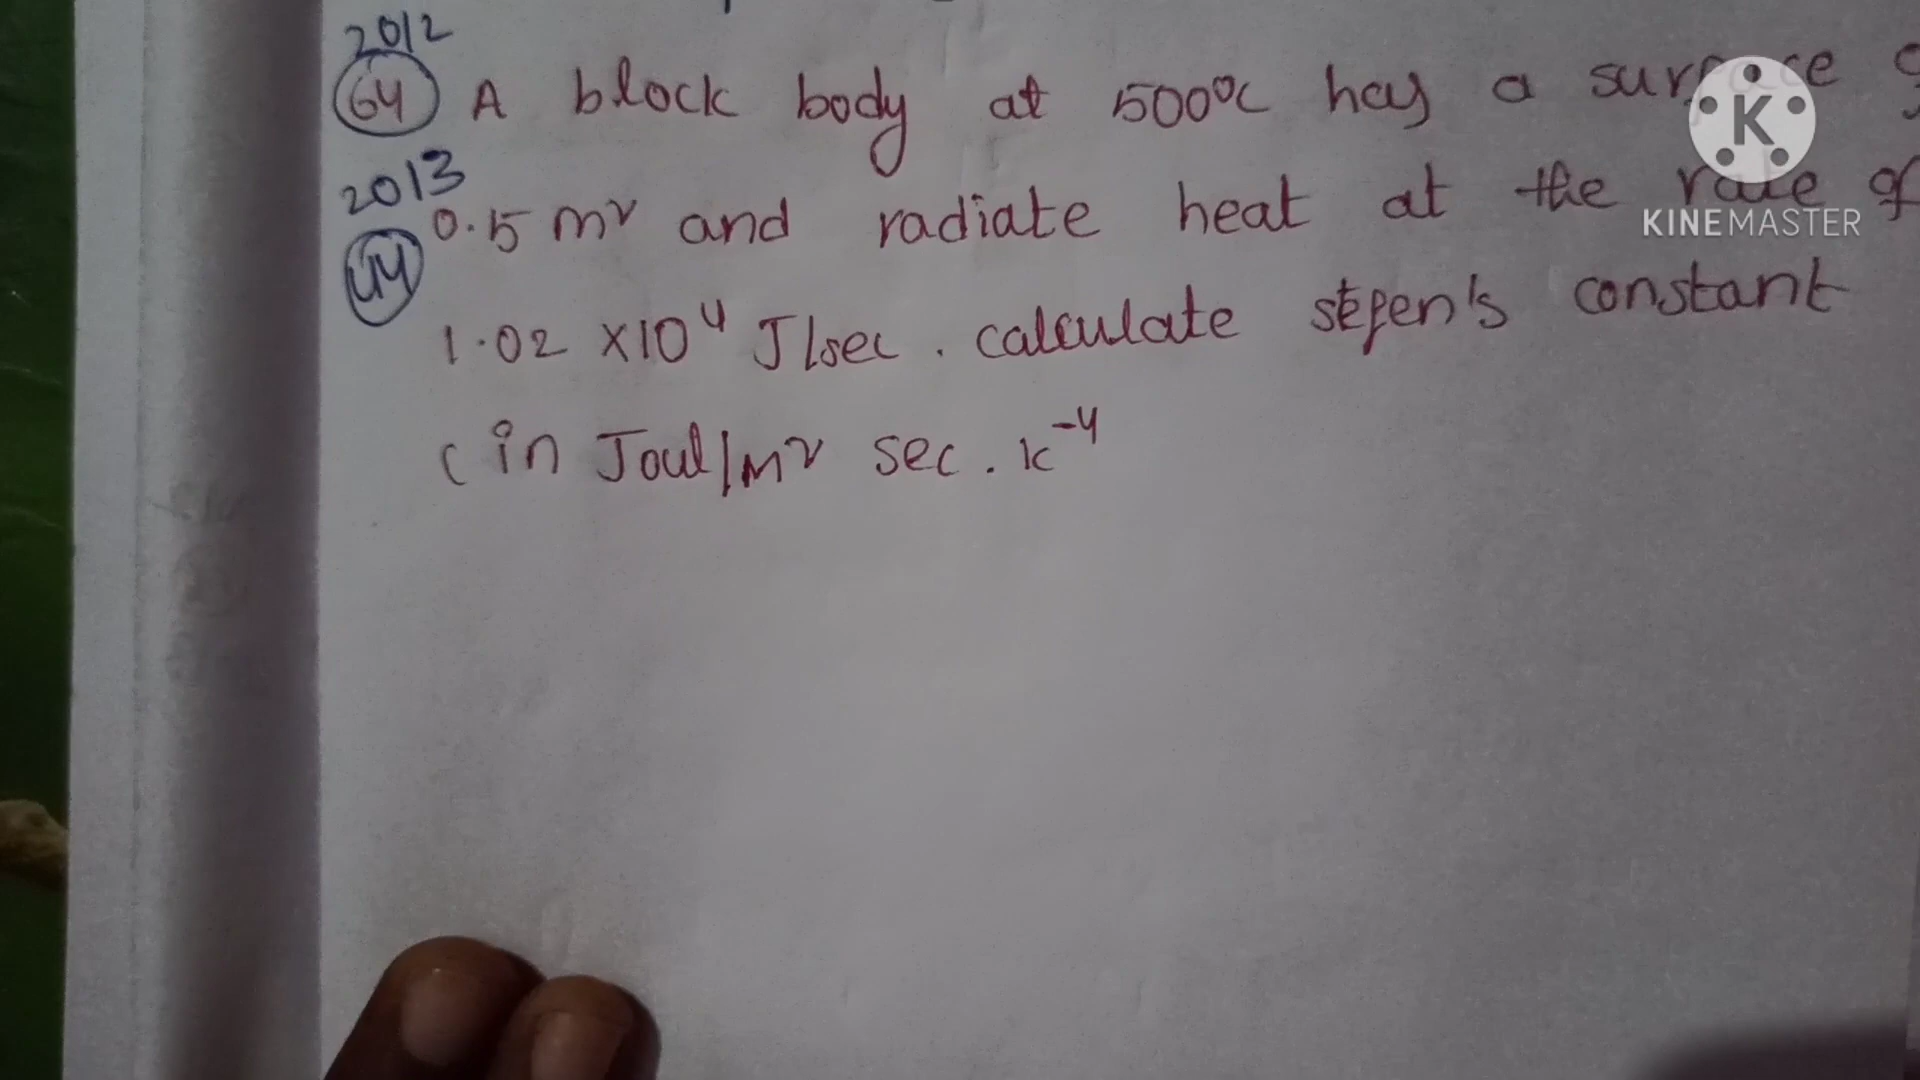 2012
64 A block body at 500°C has a surface
2013
44 0.5 m² and radiate heat at the rate of
1.02 ×10⁴ J/sec. calculate stefen's constant
( in Joul/m² sec. k⁻⁴
K
KINEMASTER